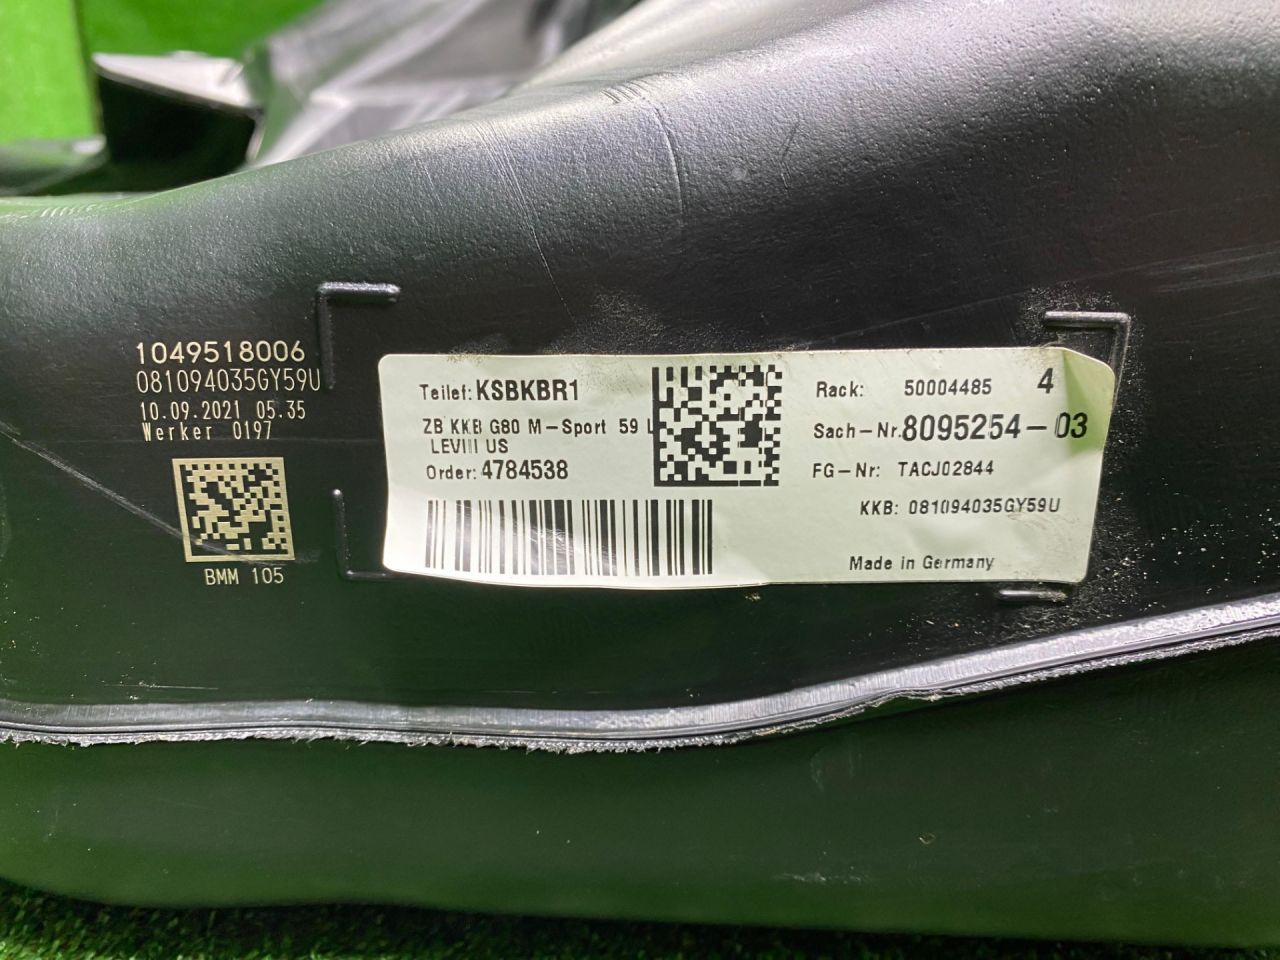 1049518006
081094035GY59U
10.09.2021 05.35
Werker 0197
BMM 105
Teilef: KSBKBR1
ZB KKB G80 M-Sport 59 L
LEVIII US
Order: 4784538
Rack: 50004485 4
Sach-Nr. 8095254-03
FG-Nr: TACJ02844
KKB: 081094035GY59U
Made in Germany